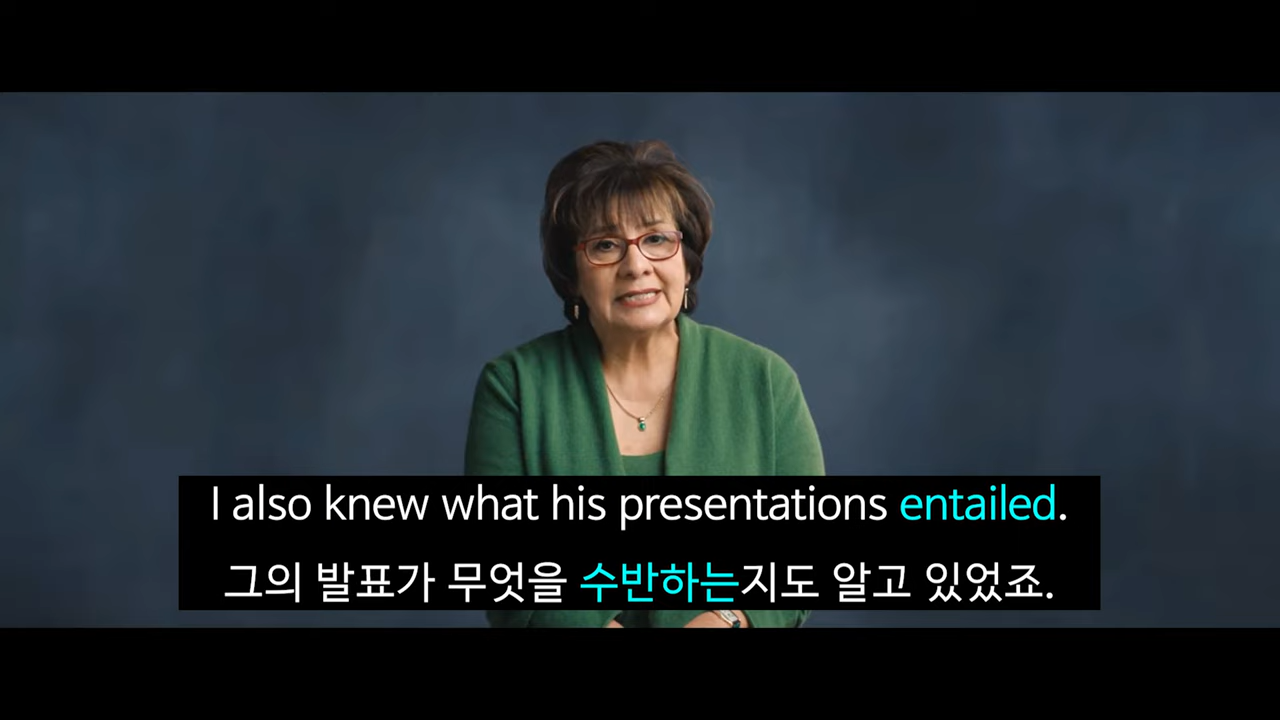 I also knew what his presentations entailed.
그의 발표가 무엇을 수반하는지도 알고 있었죠.